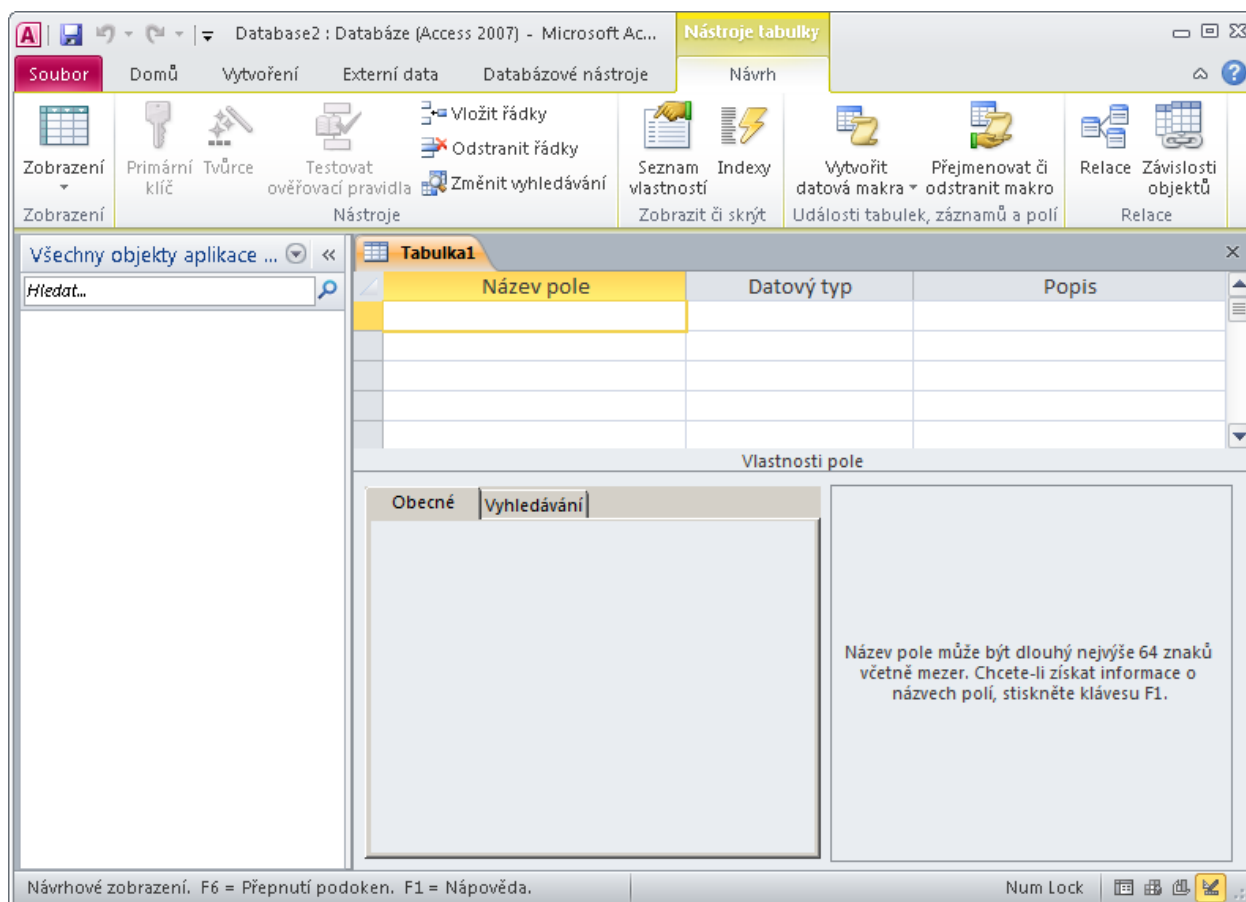 Database2 : Databáze (Access 2007) - Microsoft Ac...
Nástroje tabulky
Soubor
Domů
Vytvoření
Externí data
Databázové nástroje
Návrh
Zobrazení
Primární klíč
Tvůrce
Testovat ověřovací pravidla
Vložit řádky
Odstranit řádky
Změnit vyhledávání
Seznam vlastností
Indexy
Vytvořit datová makra
Přejmenovat či odstranit makro
Relace
Závislosti objektů
Zobrazení
Nástroje
Zobrazit či skrýt
Události tabulek, záznamů a polí
Relace
Všechny objekty aplikace ...
Hledat...
Tabulka1
Název pole
Datový typ
Popis
Vlastnosti pole
Obecné
Vyhledávání
Název pole může být dlouhý nejvýše 64 znaků
včetně mezer. Chcete-li získat informace o
názvech polí, stiskněte klávesu F1.
Návrhové zobrazení. F6 = Přepnutí podoken. F1 = Nápověda.
Num Lock